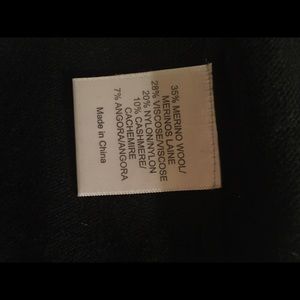 35% MERINO WOOL/
MERINOS LAINE
28% VISCOSE/VISCOSE
20% NYLON/NYLON
10% CASHMERE/
CACHEMIRE
7% ANGORA/ANGORA
Made in China